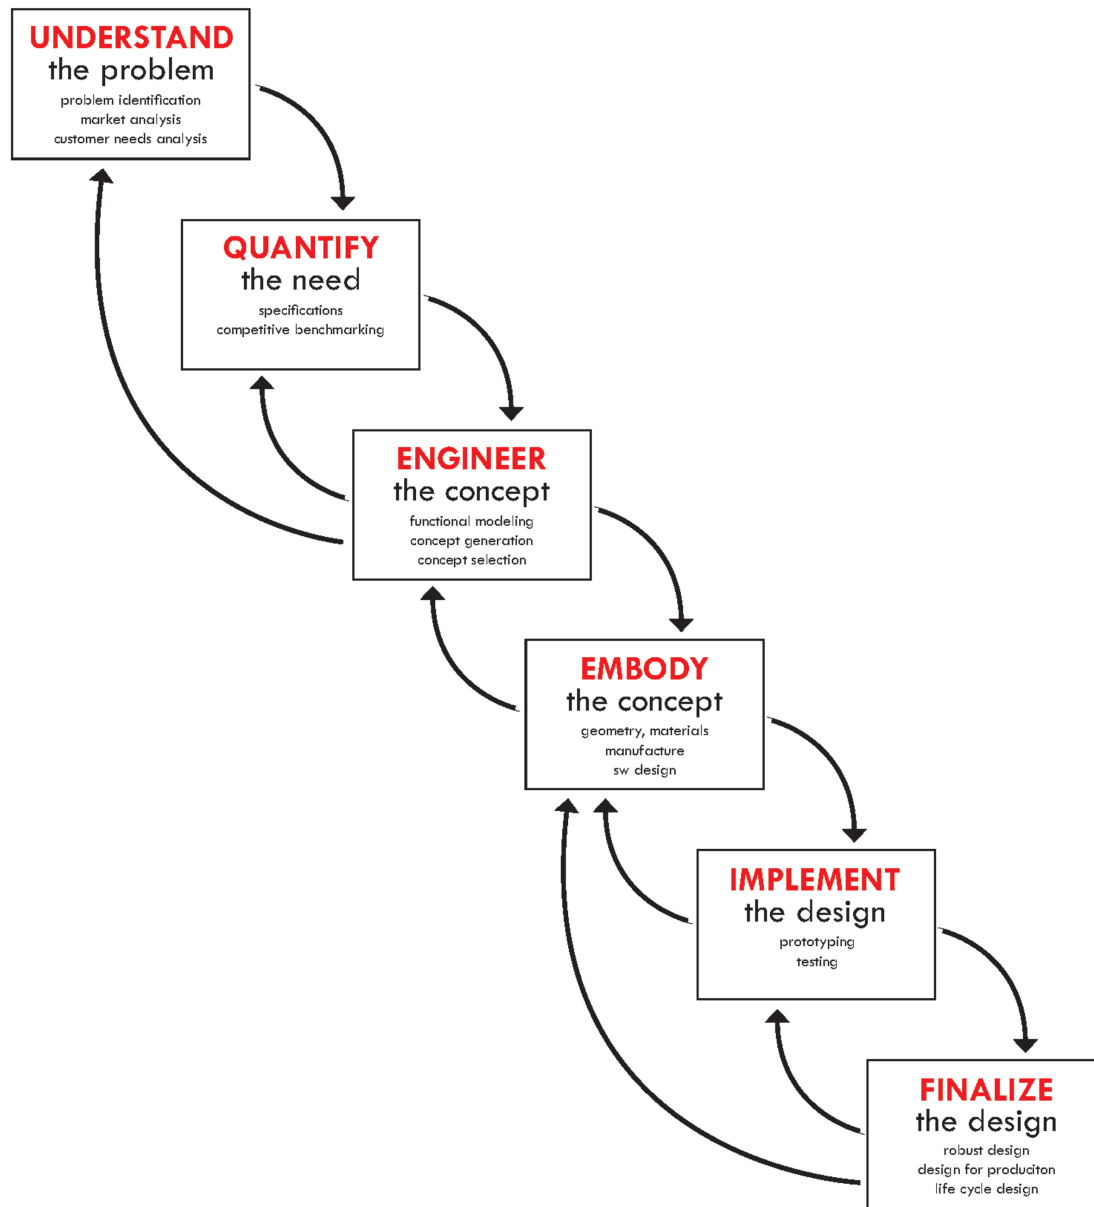 UNDERSTAND
the problem
problem identification
market analysis
customer needs analysis
QUANTIFY
the need
specifications
competitive benchmarking
ENGINEER
the concept
functional modeling
concept generation
concept selection
EMBODY
the concept
geometry, materials
manufacture
sw design
IMPLEMENT
the design
prototyping
testing
FINALIZE
the design
robust design
design for produciton
life cycle design